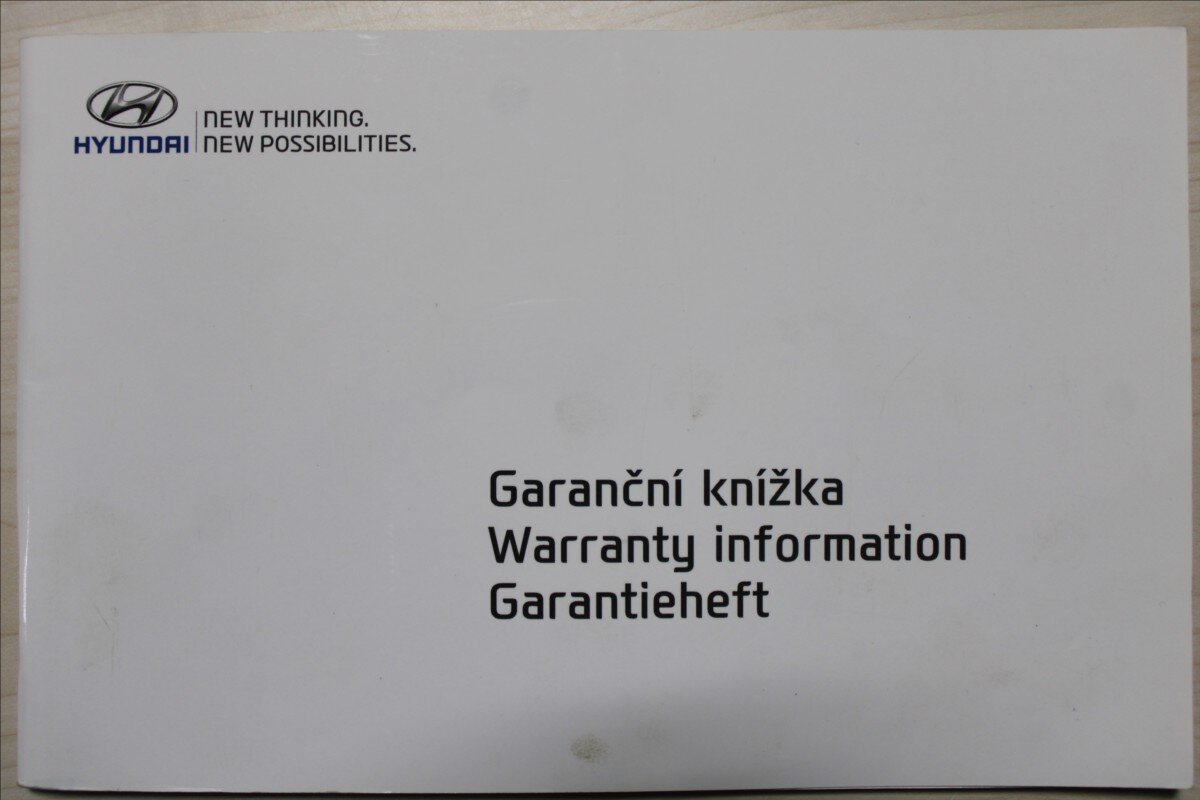 HYUNDAI
NEW THINKING.
NEW POSSIBILITIES.
Garanční knížka
Warranty information
Garantieheft